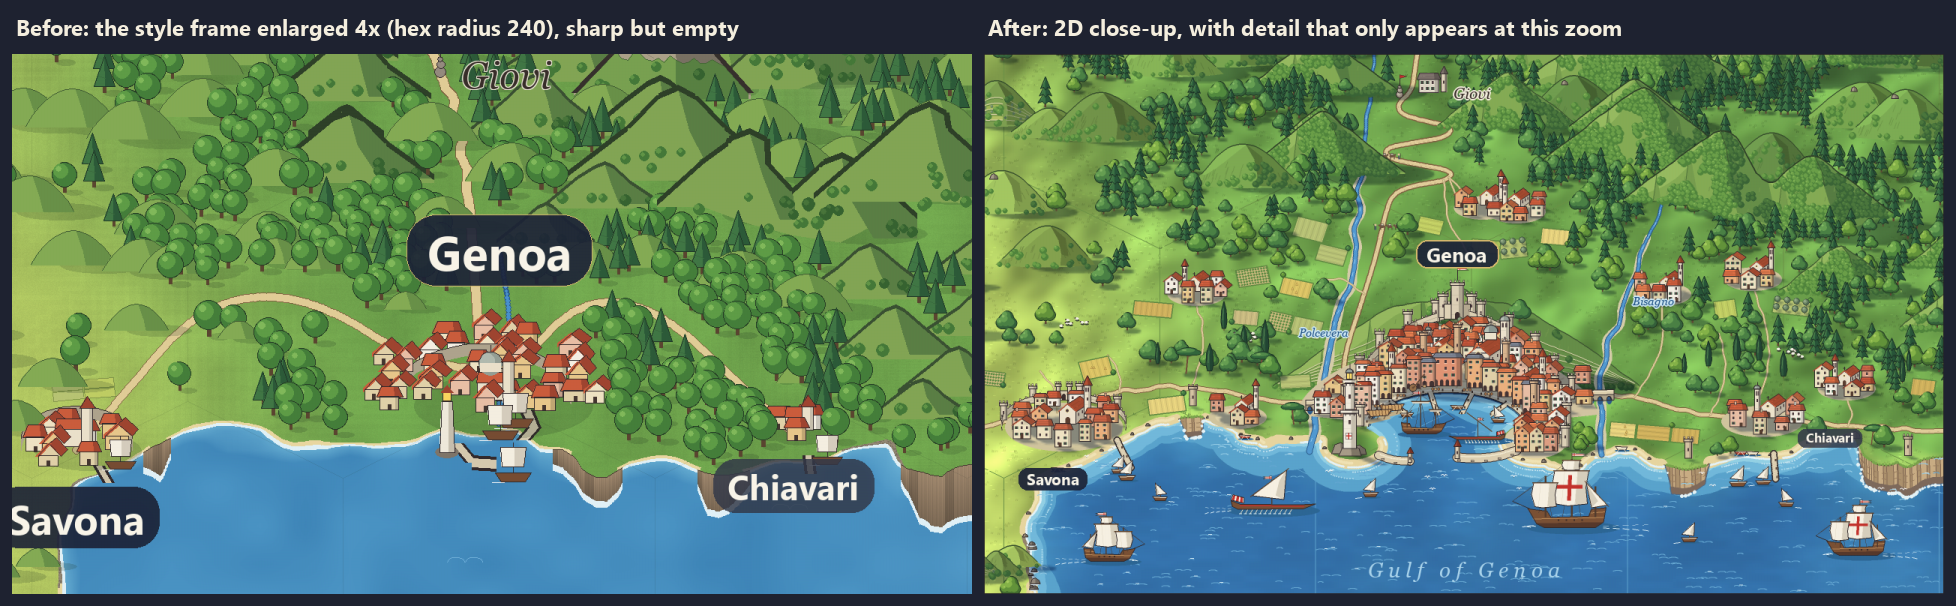 Before: the style frame enlarged 4x (hex radius 240), sharp but empty
Giovi
Genoa
Savona
Chiavari
After: 2D close-up, with detail that only appears at this zoom
Giovi
Genoa
Bisagno
Polcevera
Chiavari
Savona
Gulf of Genoa